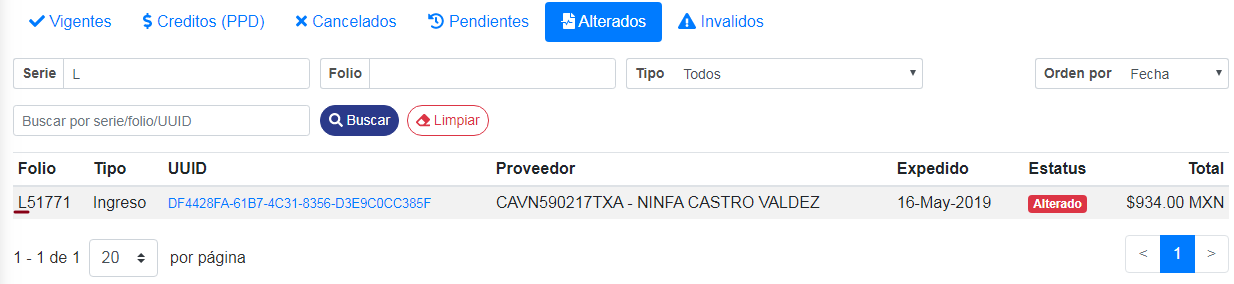 Vigentes $ Creditos (PPD) Cancelados Pendientes Alterados Invalidos
Serie L Folio Tipo Todos Orden por Fecha
Buscar por serie/folio/UUID Buscar Limpiar
Folio Tipo UUID Proveedor Expedido Estatus Total
L51771 Ingreso DF4428FA-61B7-4C31-8356-D3E9C0CC385F CAVN590217TXA - NINFA CASTRO VALDEZ 16-May-2019 Alterado $934.00 MXN
1 - 1 de 1 20 por página < 1 >